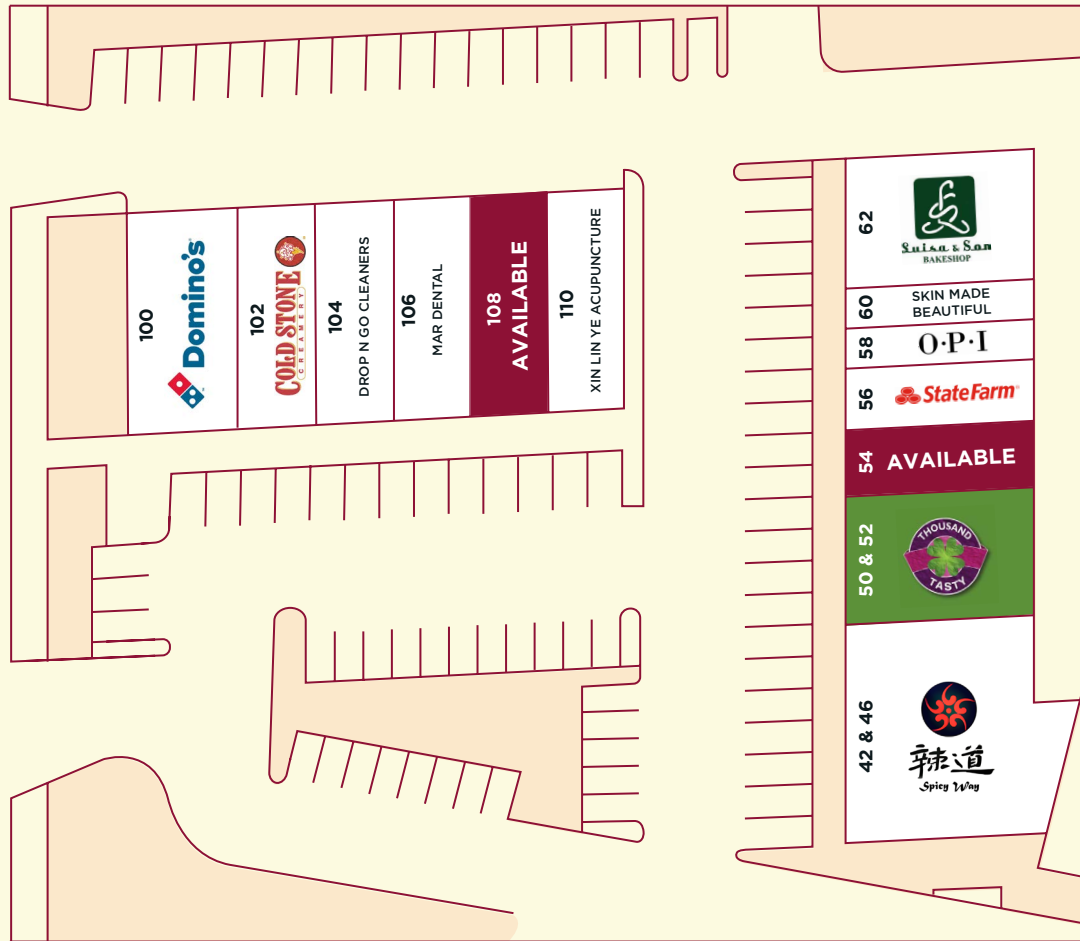 100
Domino's
102
COLD STONE
CREAMERY
104
DROP N GO CLEANERS
106
MAR DENTAL
108
AVAILABLE
110
XIN LIN YE ACUPUNCTURE
62
Suisa & Son
BAKESHOP
60
SKIN MADE
BEAUTIFUL
58
O·P·I
56
StateFarm
54
AVAILABLE
50 & 52
THOUSAND
TASTY
42 & 46
辣道
Spicy Way